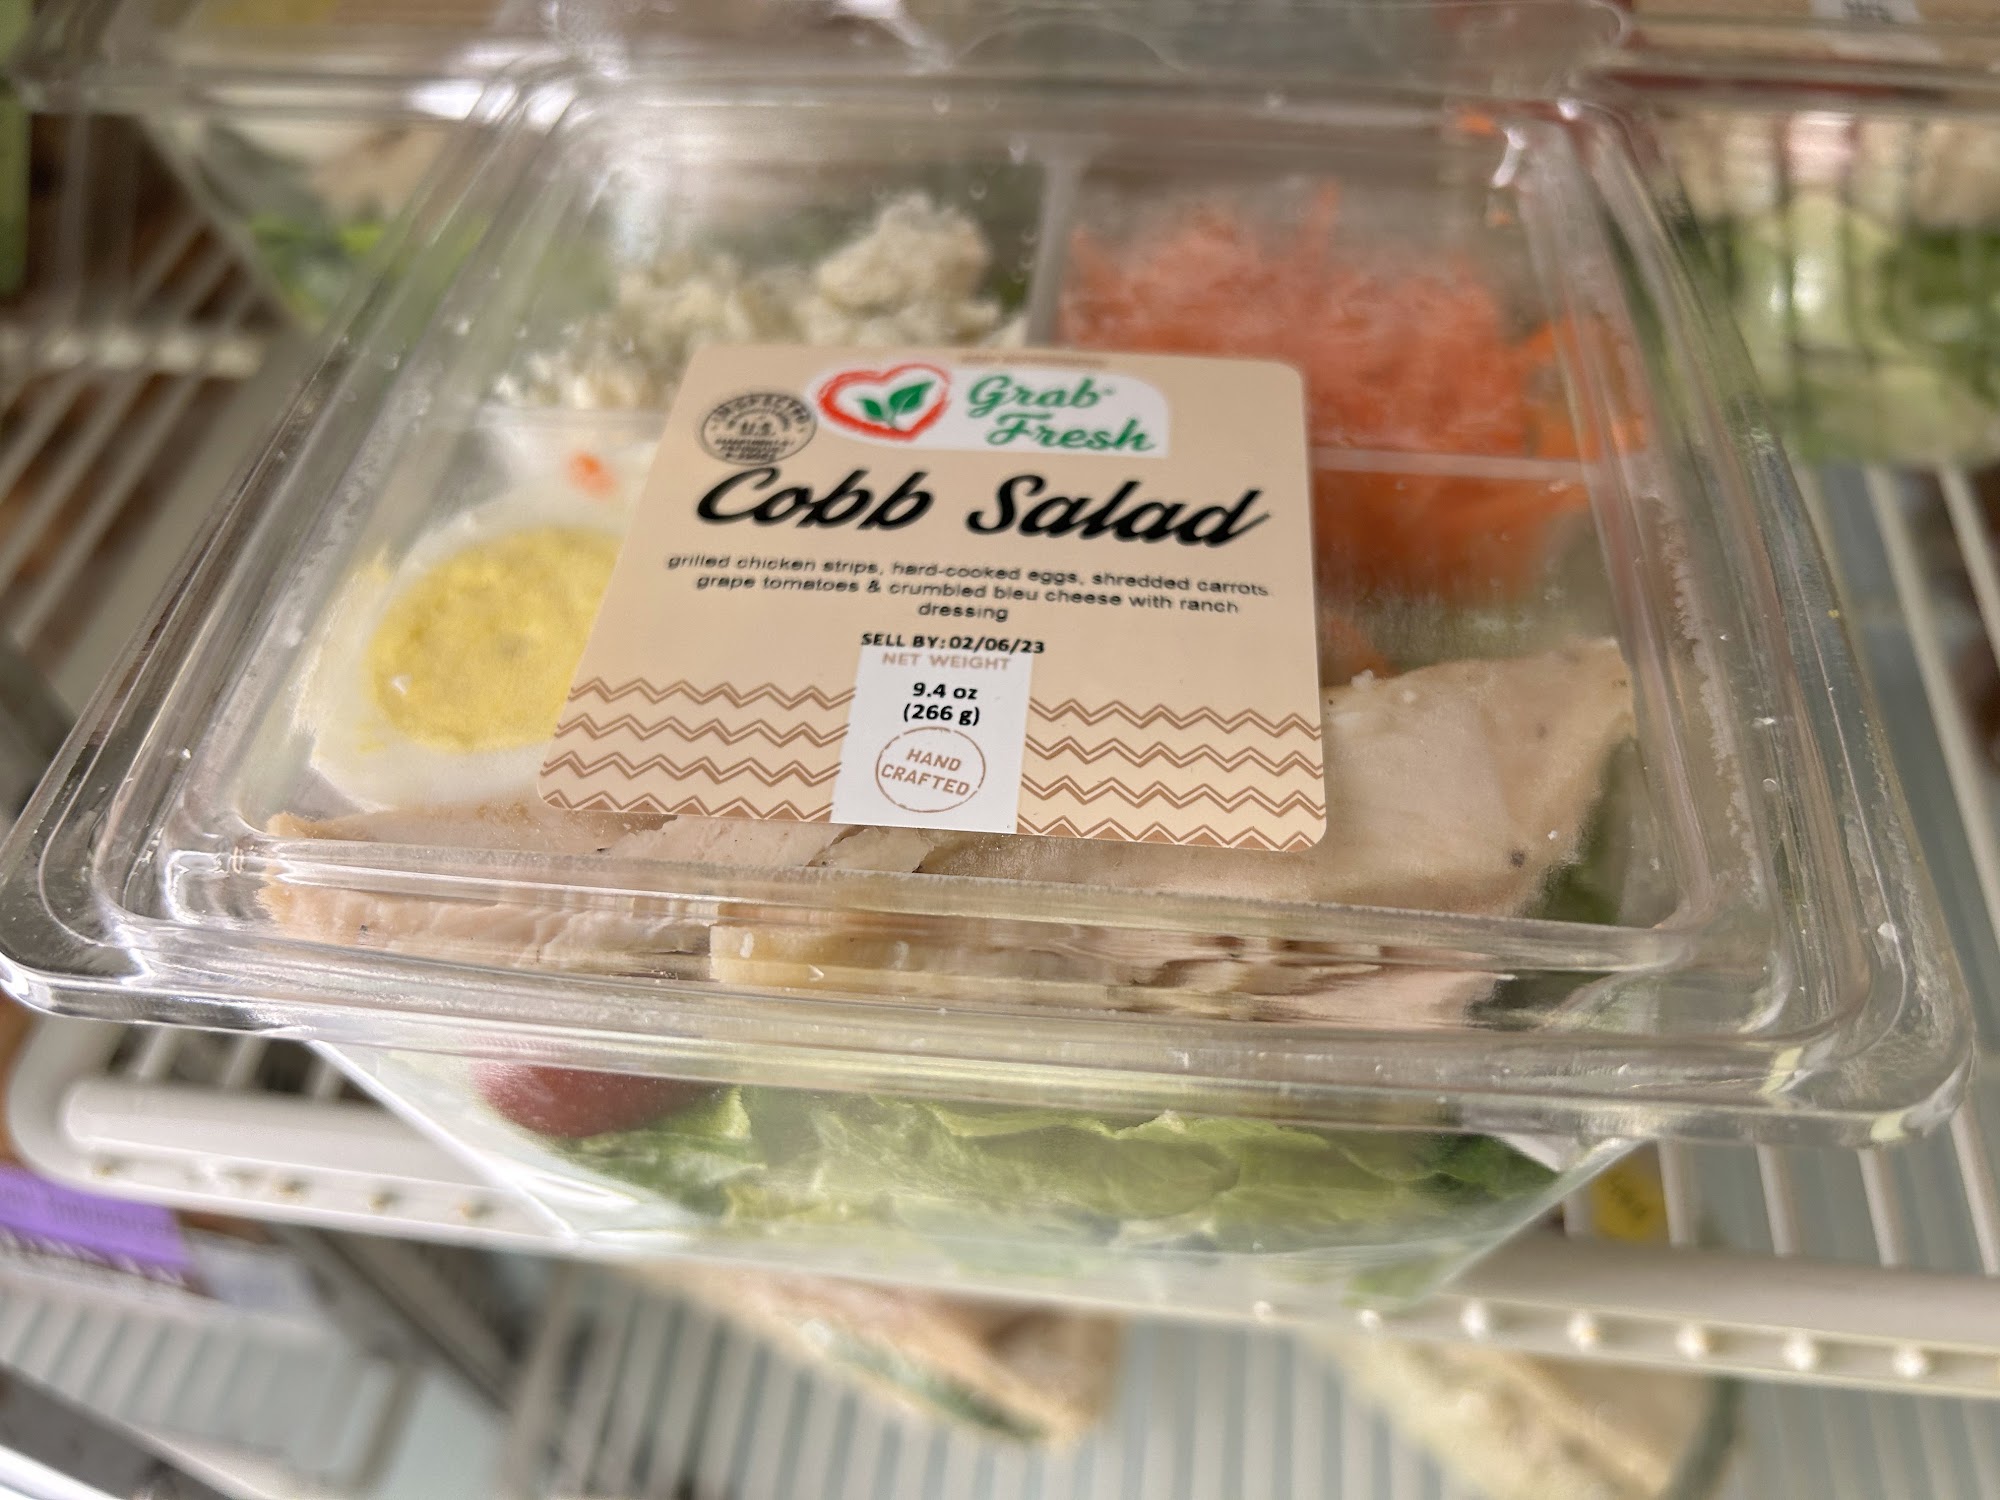 INSPECTED
U.S.
Grab
Fresh
Cobb Salad
grilled chicken strips, hard-cooked eggs, shredded carrots
grape tomatoes & crumbled bleu cheese with ranch
dressing
SELL BY: 02/06/23
NET WEIGHT
9.4 oz
(266 g)
HAND
CRAFTED